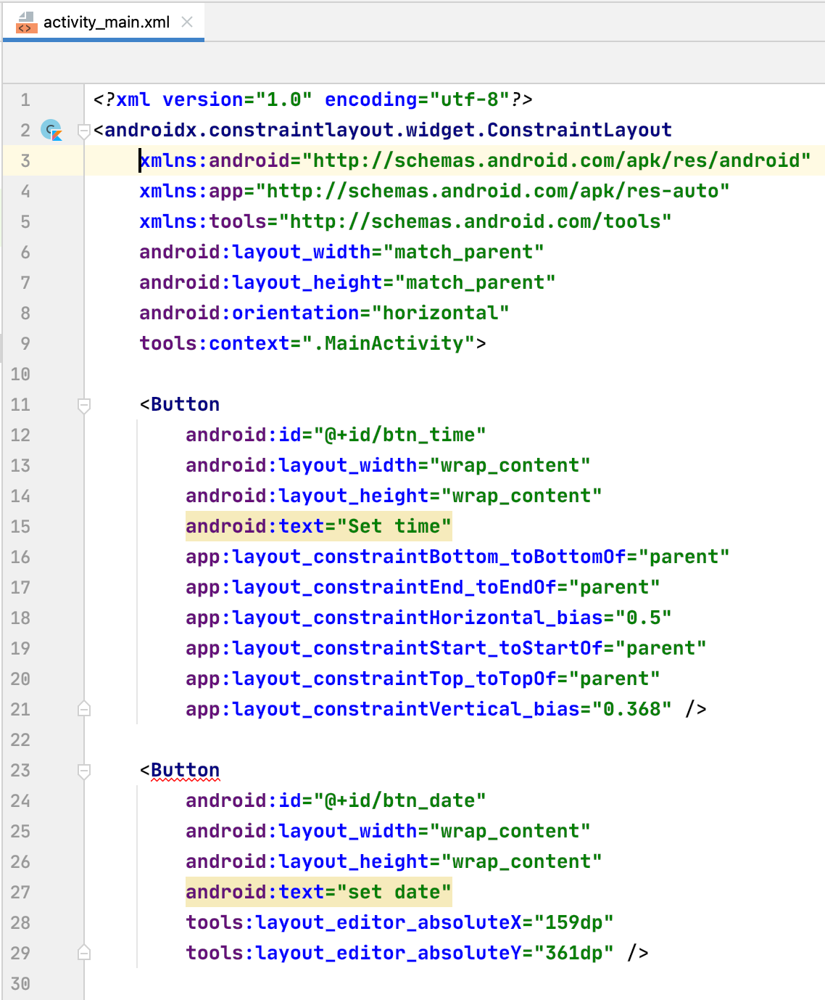 activity_main.xml
1 <?xml version="1.0" encoding="utf-8"?>
2 <androidx.constraintlayout.widget.ConstraintLayout
3 xmlns:android="http://schemas.android.com/apk/res/android"
4 xmlns:app="http://schemas.android.com/apk/res-auto"
5 xmlns:tools="http://schemas.android.com/tools"
6 android:layout_width="match_parent"
7 android:layout_height="match_parent"
8 android:orientation="horizontal"
9 tools:context=".MainActivity">
10
11 <Button
12 android:id="@+id/btn_time"
13 android:layout_width="wrap_content"
14 android:layout_height="wrap_content"
15 android:text="Set time"
16 app:layout_constraintBottom_toBottomOf="parent"
17 app:layout_constraintEnd_toEndOf="parent"
18 app:layout_constraintHorizontal_bias="0.5"
19 app:layout_constraintStart_toStartOf="parent"
20 app:layout_constraintTop_toTopOf="parent"
21 app:layout_constraintVertical_bias="0.368" />
22
23 <Button
24 android:id="@+id/btn_date"
25 android:layout_width="wrap_content"
26 android:layout_height="wrap_content"
27 android:text="set date"
28 tools:layout_editor_absoluteX="159dp"
29 tools:layout_editor_absoluteY="361dp" />
30